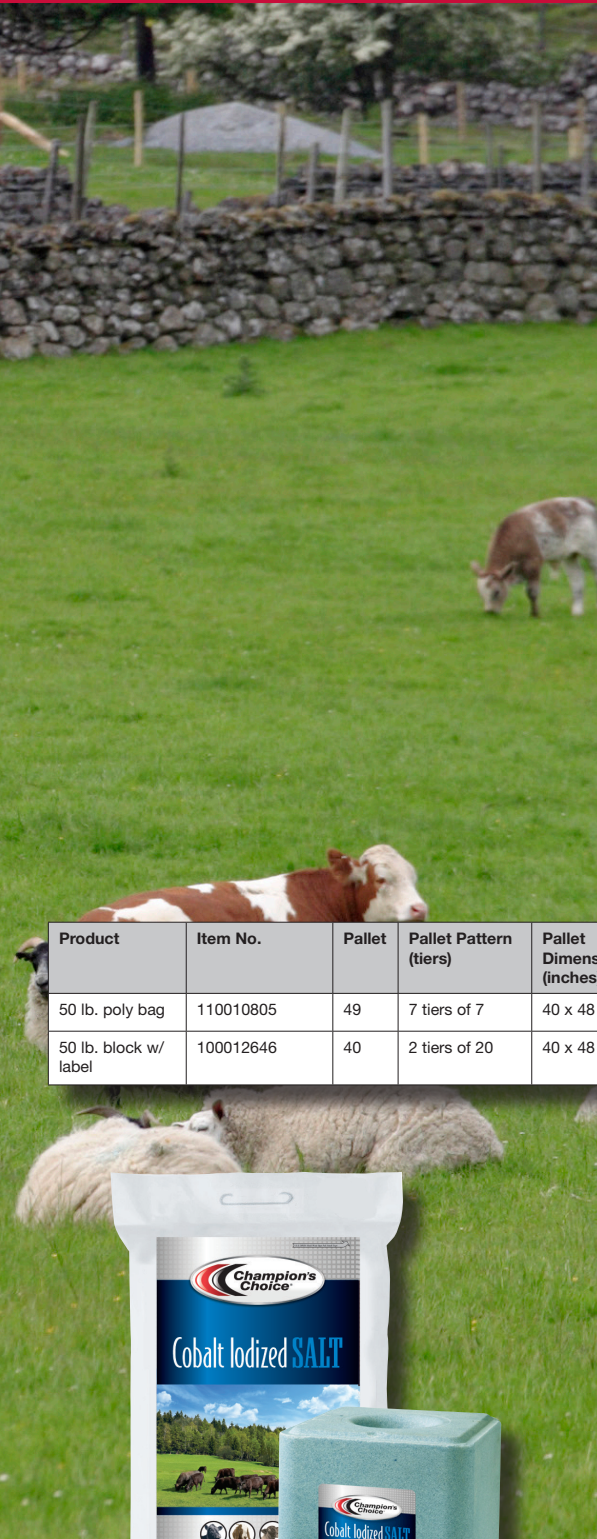 Product Item No. Pallet Pallet Pattern Pallet
(tiers) Dimens
(inches
50 lb. poly bag 110010805 49 7 tiers of 7 40 x 48
50 lb. block w/ 100012646 40 2 tiers of 20 40 x 48
label
Champion's
Choice
Cobalt Iodized SALT
Champion's
Choice
Cobalt Iodized SALT